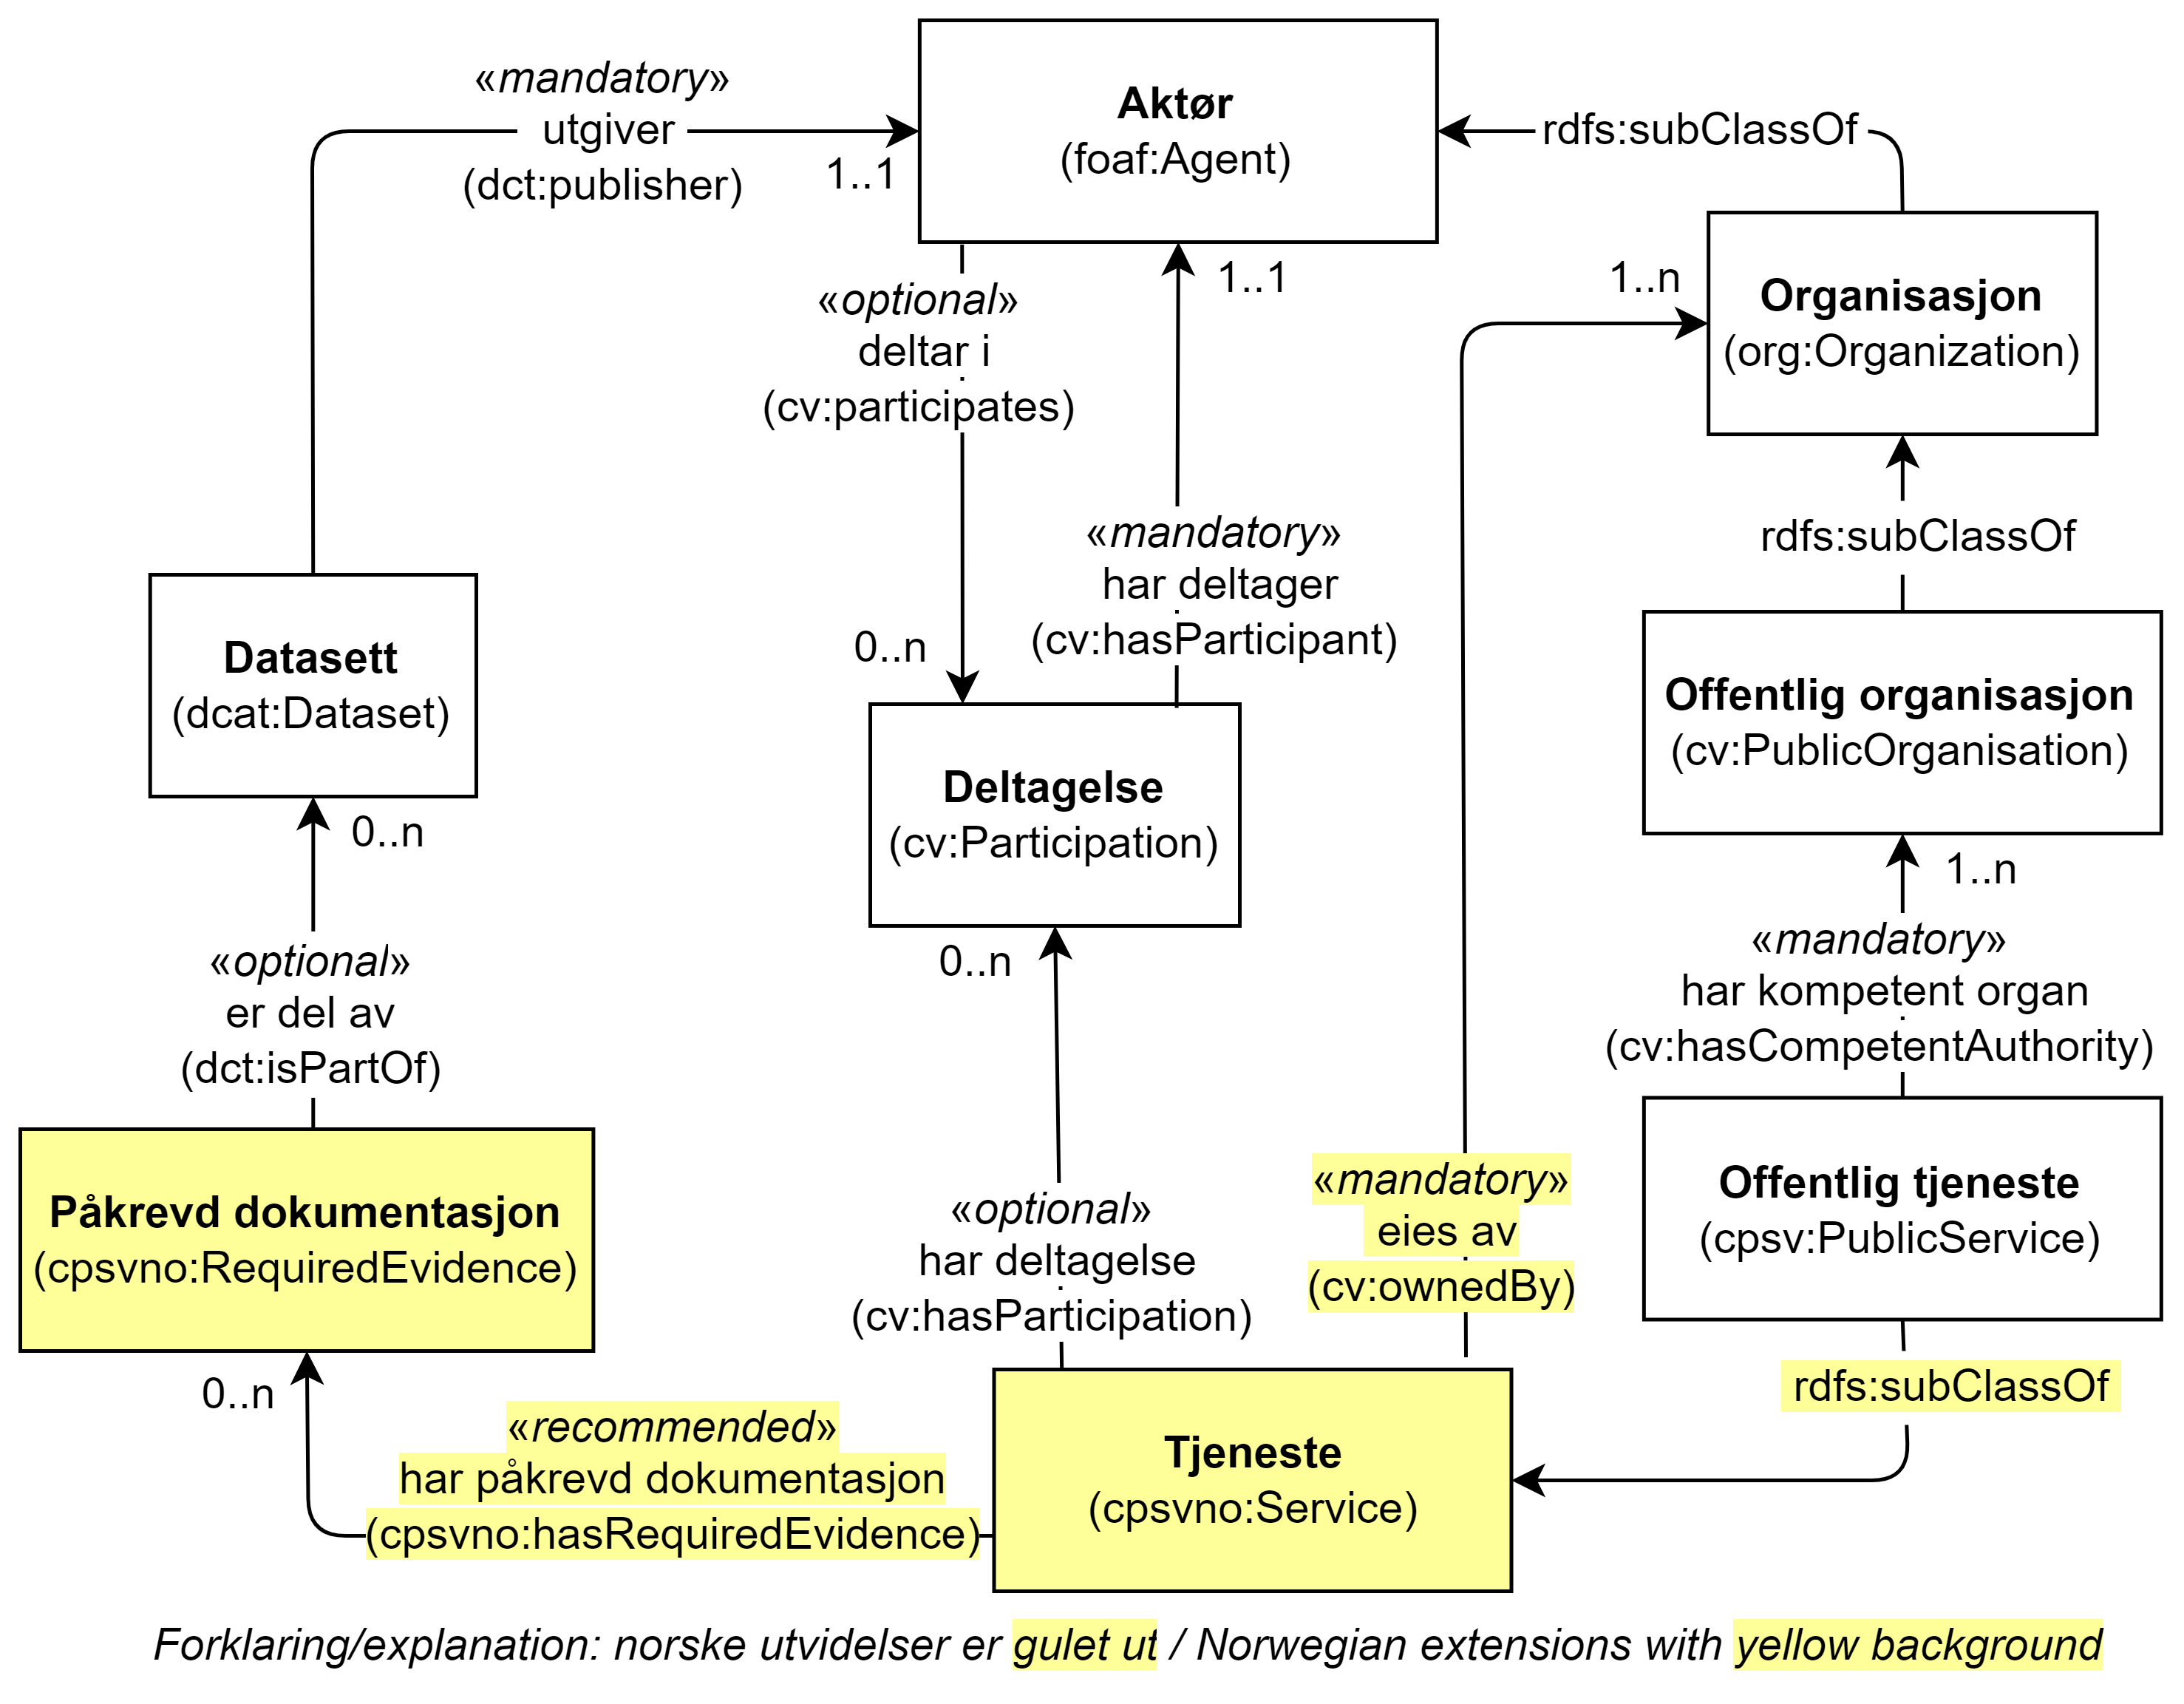 «mandatory»
utgiver
(dct:publisher)
1..1
Aktør
(foaf:Agent)
rdfs:subClassOf
«optional»
deltar i
(cv:participates)
0..n
1..1
«mandatory»
har deltager
(cv:hasParticipant)
1..n
Organisasjon
(org:Organization)
rdfs:subClassOf
Datasett
(dcat:Dataset)
0..n
Deltagelse
(cv:Participation)
0..n
Offentlig organisasjon
(cv:PublicOrganisation)
1..n
«mandatory»
har kompetent organ
(cv:hasCompetentAuthority)
«optional»
er del av
(dct:isPartOf)
Påkrevd dokumentasjon
(cpsvno:RequiredEvidence)
0..n
«optional»
har deltagelse
(cv:hasParticipation)
«mandatory»
eies av
(cv:ownedBy)
Offentlig tjeneste
(cpsv:PublicService)
rdfs:subClassOf
«recommended»
har påkrevd dokumentasjon
(cpsvno:hasRequiredEvidence)
Tjeneste
(cpsvno:Service)
Forklaring/explanation: norske utvidelser er gulet ut / Norwegian extensions with yellow background